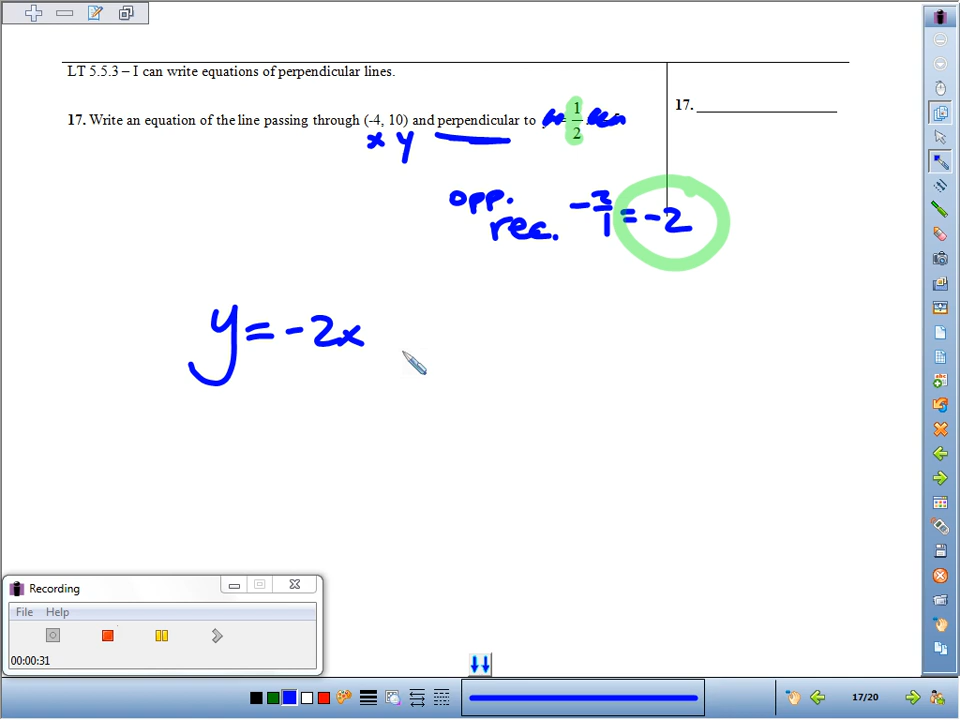 LT 5.5.3 – I can write equations of perpendicular lines.
17. Write an equation of the line passing through (-4, 10) and perpendicular to 1/2
17.
x y
opp. rec. -2/1 = -2
y = -2x
Recording
File Help
00:00:31
17/20